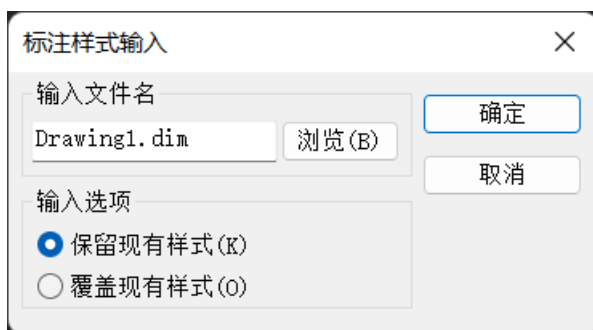 标注样式输入
输入文件名
Drawing1.dim
浏览(B)
确定
取消
输入选项
保留现有样式(K)
覆盖现有样式(O)